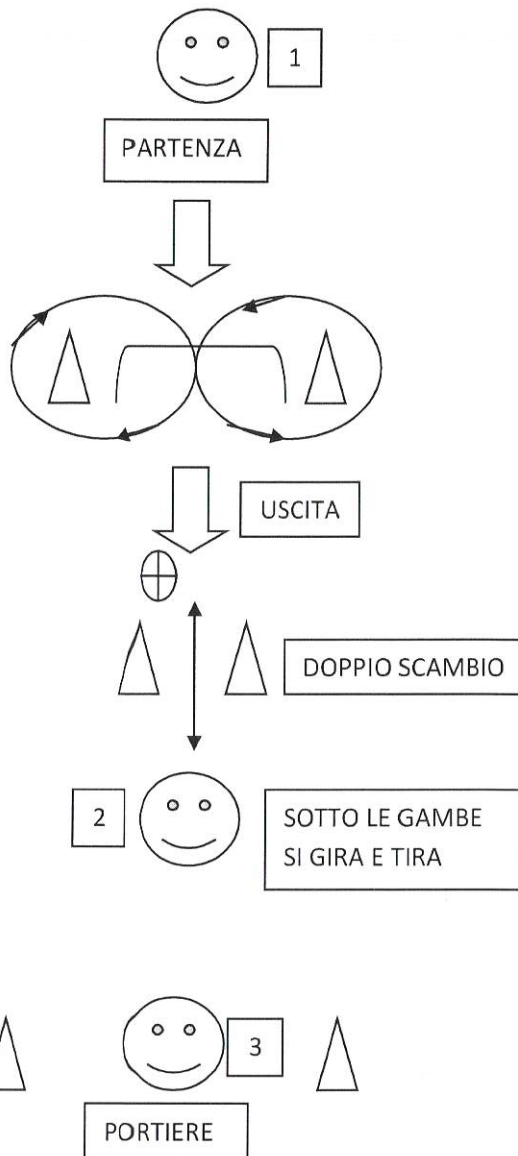 1
PARTENZA
USCITA
DOPPIO SCAMBIO
2
SOTTO LE GAMBE
SI GIRA E TIRA
3
PORTIERE